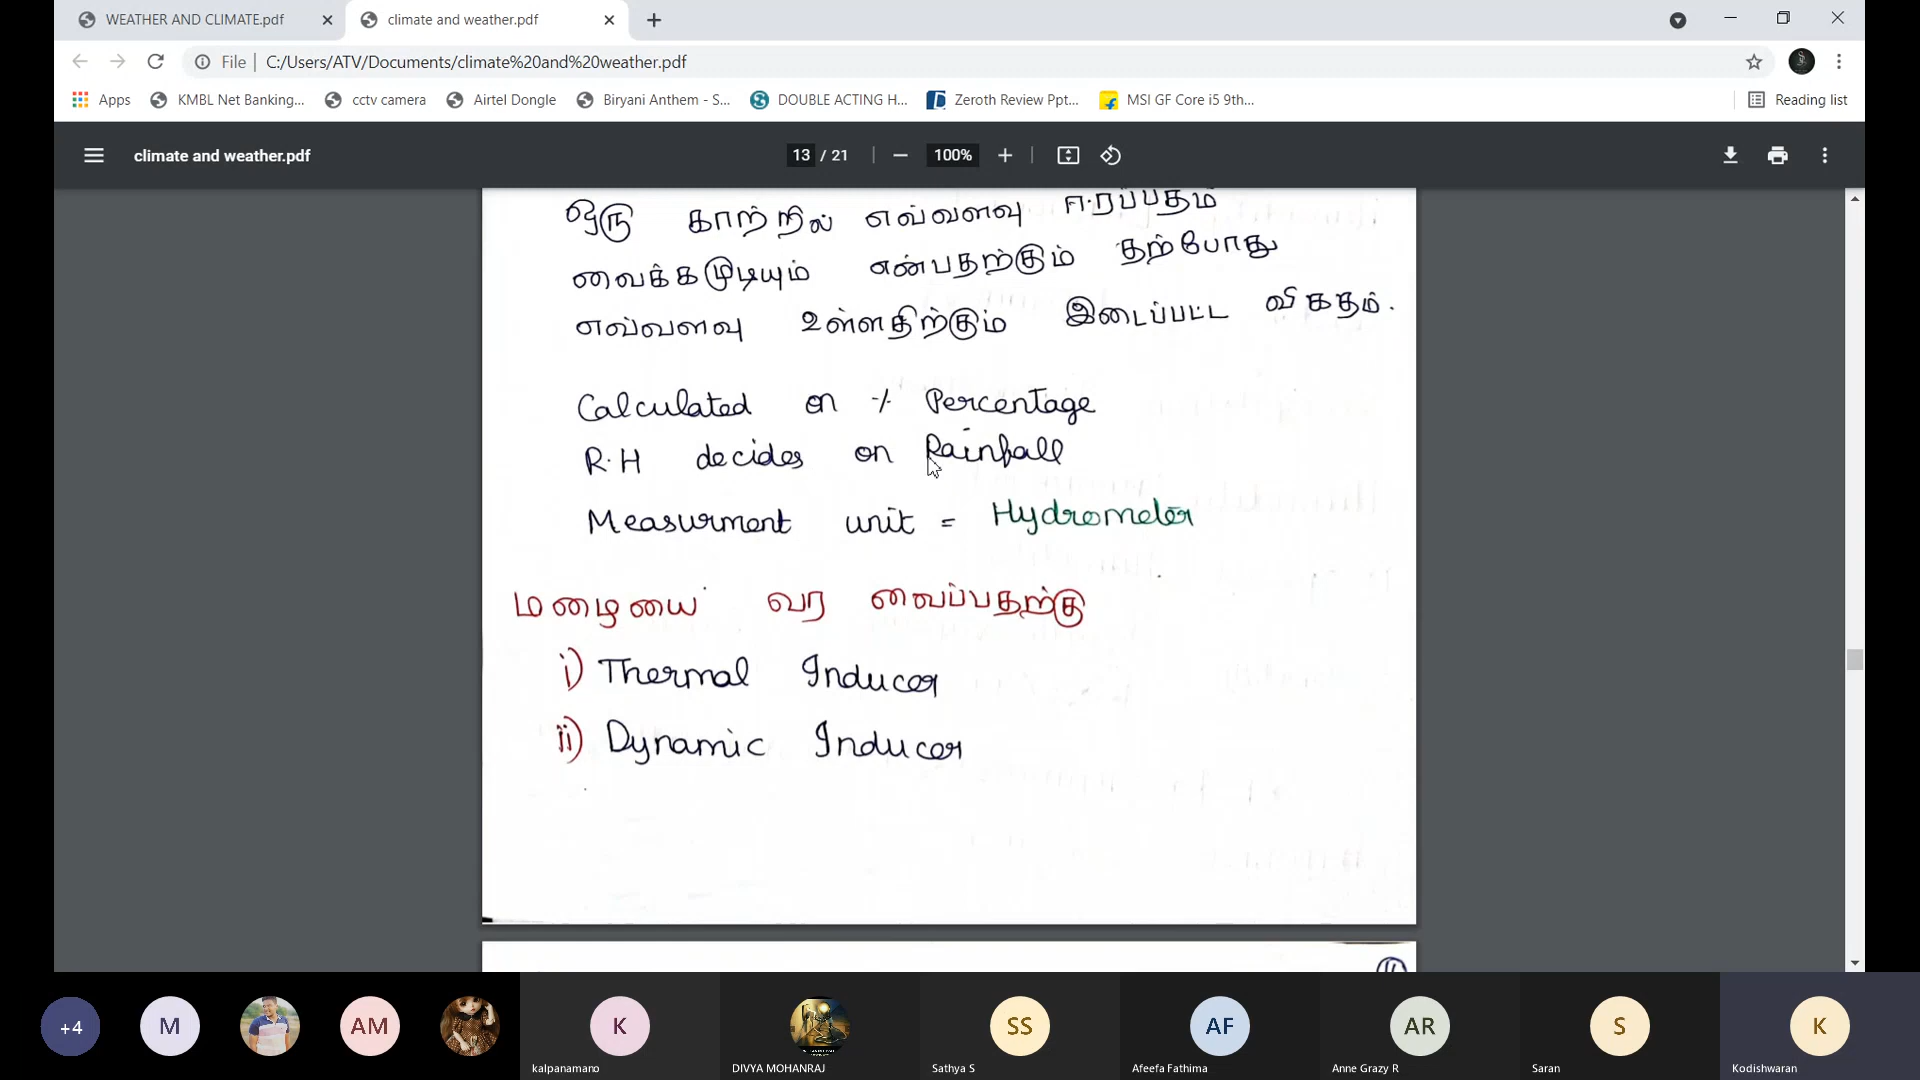 WEATHER AND CLIMATE.pdf
climate and weather.pdf
File | C:/Users/ATV/Documents/climate%20and%20weather.pdf
Apps KMBL Net Banking... cctv camera Airtel Dongle Biryani Anthem - S... DOUBLE ACTING H... Zeroth Review Ppt... MSI GF Core i5 9th... Reading list
climate and weather.pdf 13 / 21 100%
ஒரு காற்றில் எவ்வளவு ஈரப்பதம்
வைக்கமுடியும் என்பதற்கும் தற்போது
எவ்வளவு உள்ளதிற்கும் இடைப்பட்ட விகதம்.
Calculated on % Percentage
R.H decides on Rainfall
Measurment unit = Hydrometer
மழையை வர வைப்பதற்கு
i) Thermal Inducer
ii) Dynamic Inducer
+4 M AM K SS AF AR S K
kalpanamano DIVYA MOHANRAJ Sathya S Afeefa Fathima Anne Grazy R Saran Kodishwaran